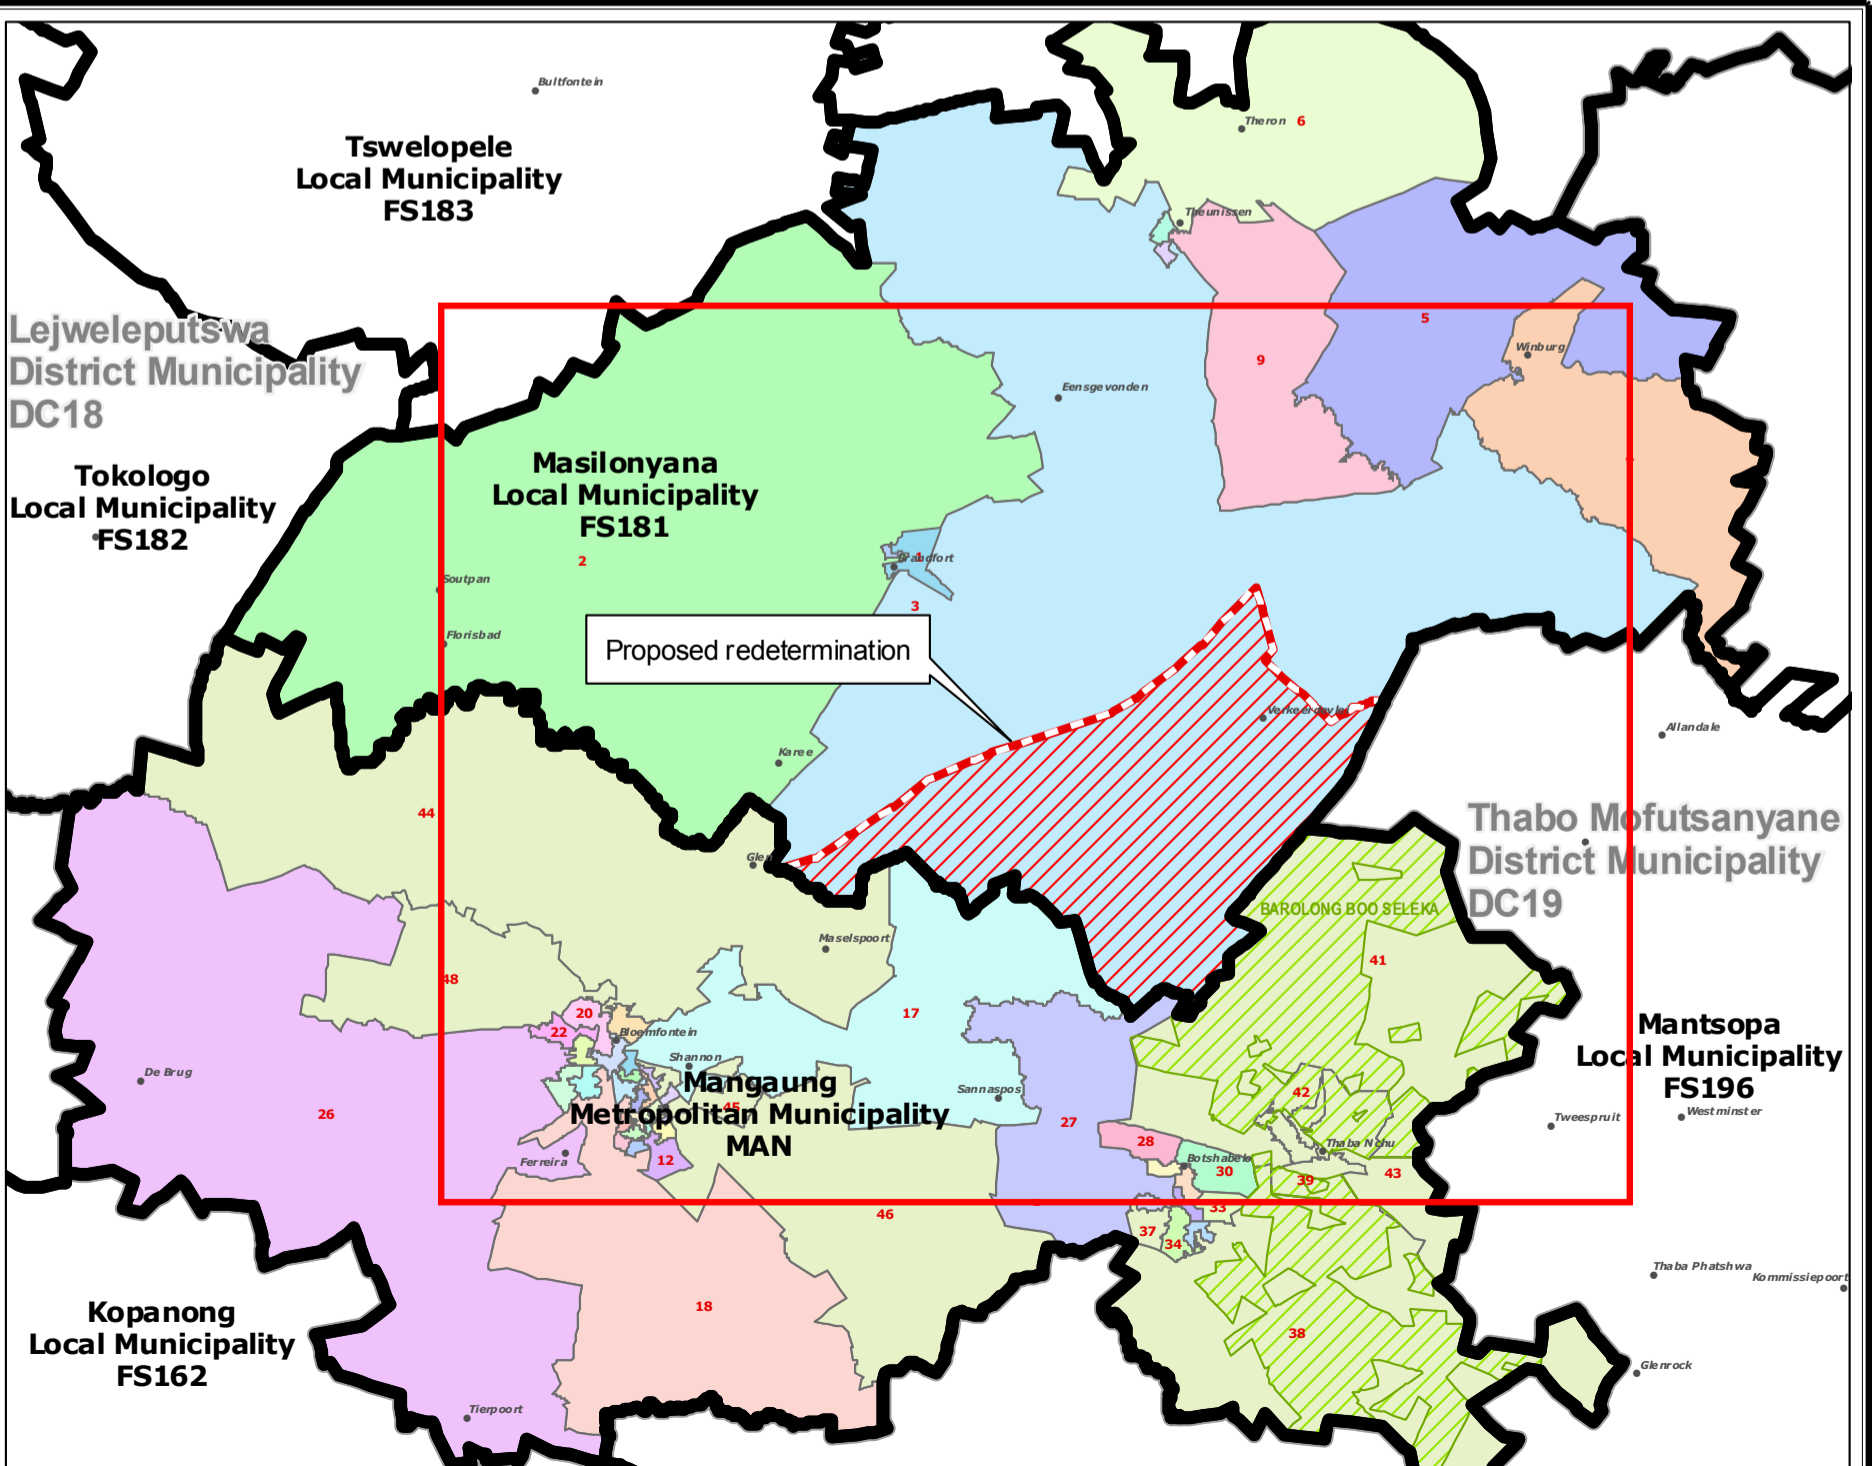 Bultfontein
Tswelopele
Local Municipality
FS183
Theron
6
Theunissen
Lejweleputswa
District Municipality
DC18
5
9
Winburg
Eensgevonden
Masilonyana
Local Municipality
FS181
Tokologo
Local Municipality
FS182
2
1
Brandfort
Soutpan
3
Florisbad
Proposed redetermination
Verkeerdevlei
Allandale
Karee
44
Thabo Mofutsanyane
District Municipality
DC19
BAROLONG BOO SELEKA
Maselspoort
41
48
17
20
22
Bloemfontein
Mantsopa
Local Municipality
FS196
Shannon
De Brug
Mangaung
Metropolitan Municipality
MAN
45
Sannaspos
42
26
27
Westminster
Tweespruit
28
Thaba Nchu
12
Ferreira
Botshabelo
30
39
43
46
33
37
34
Thaba Phatshwa
Kommissiepoort
18
Kopanong
Local Municipality
FS162
38
Glenrock
Tierpoort